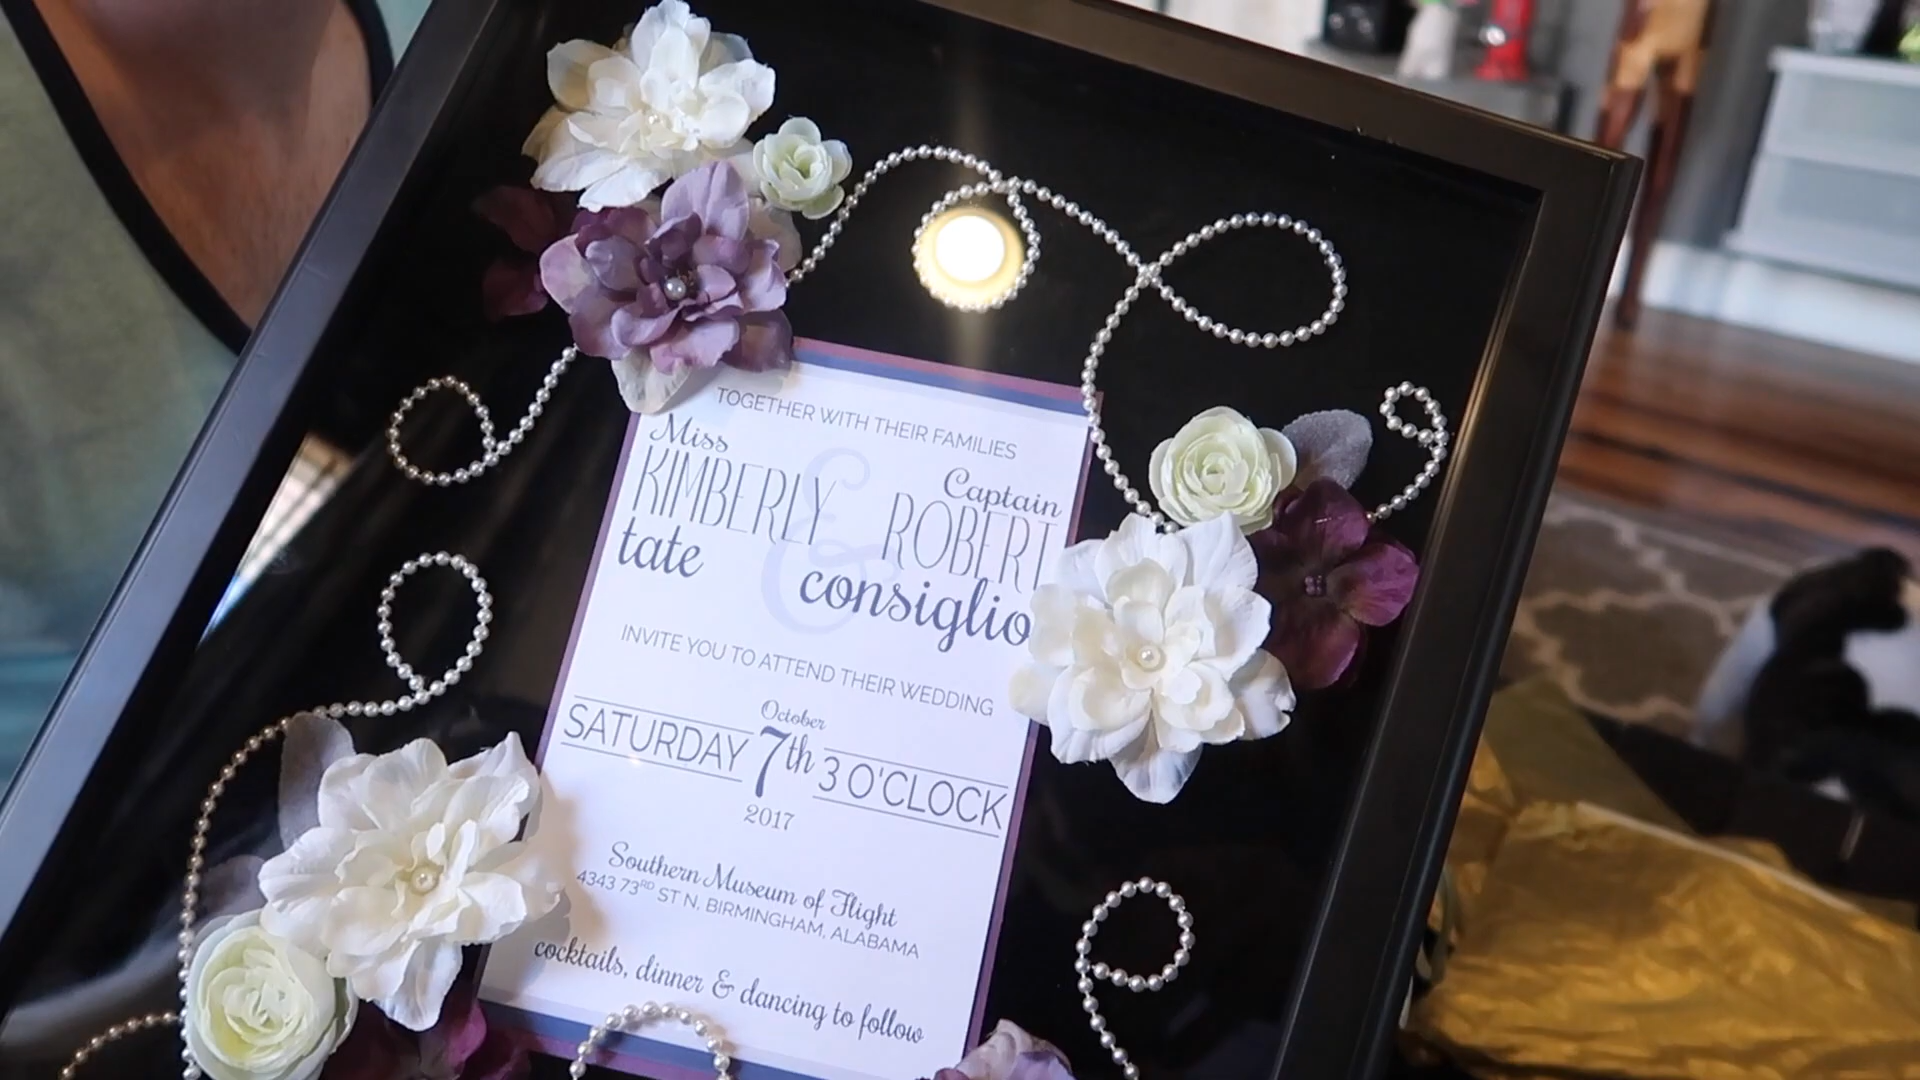 TOGETHER WITH THEIR FAMILIES
Miss
KIMBERLY
tate
&
Captain
ROBERT
consiglio
INVITE YOU TO ATTEND THEIR WEDDING
October
SATURDAY 7th 3 O'CLOCK
2017
Southern Museum of Flight
4343 73RD ST N, BIRMINGHAM, ALABAMA
cocktails, dinner & dancing to follow